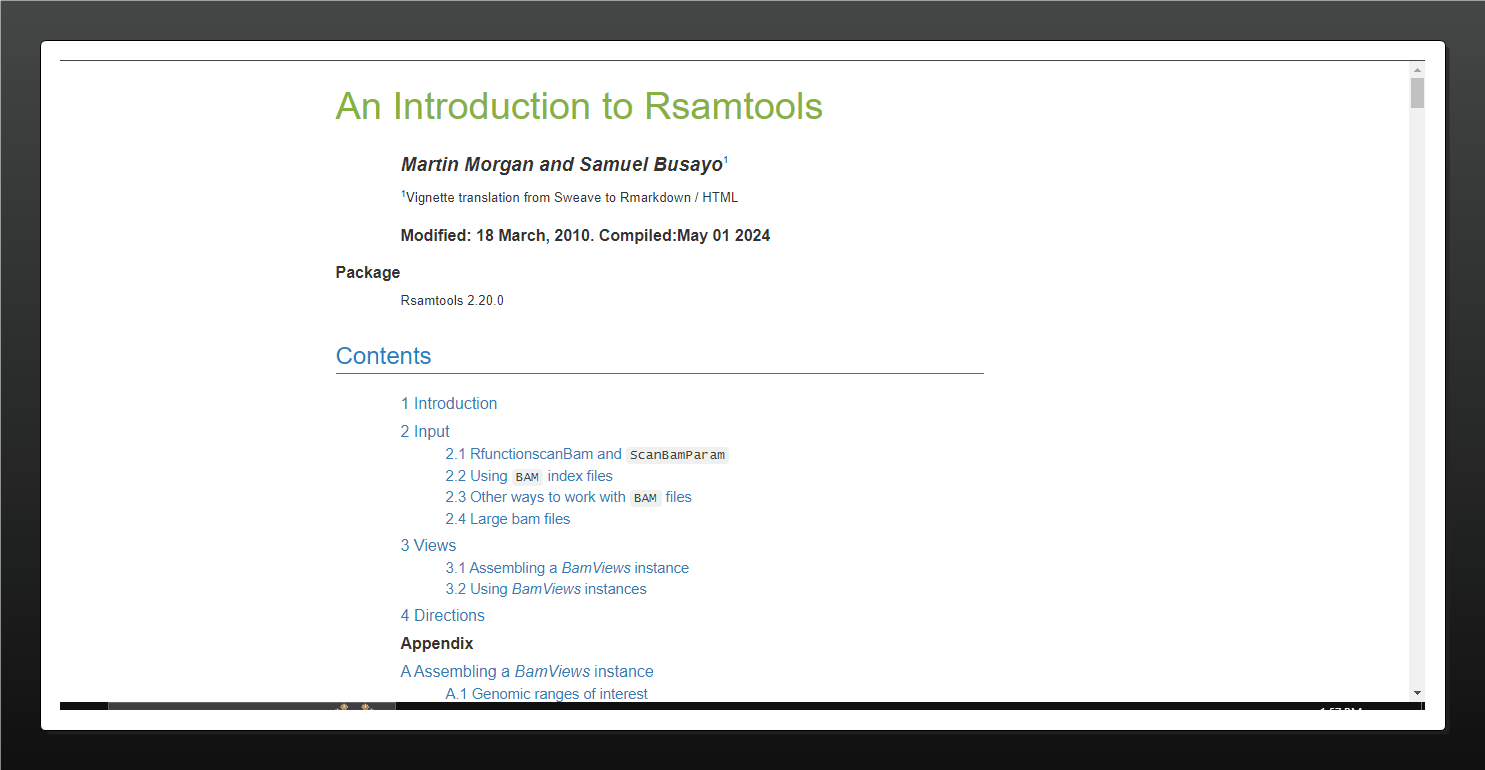 An Introduction to Rsamtools
Martin Morgan and Samuel Busayo1
1Vignette translation from Sweave to Rmarkdown / HTML
Modified: 18 March, 2010. Compiled:May 01 2024
Package
Rsamtools 2.20.0
Contents
1 Introduction
2 Input
2.1 RfunctionscanBam and ScanBamParam
2.2 Using BAM index files
2.3 Other ways to work with BAM files
2.4 Large bam files
3 Views
3.1 Assembling a BamViews instance
3.2 Using BamViews instances
4 Directions
Appendix
A Assembling a BamViews instance
A.1 Genomic ranges of interest